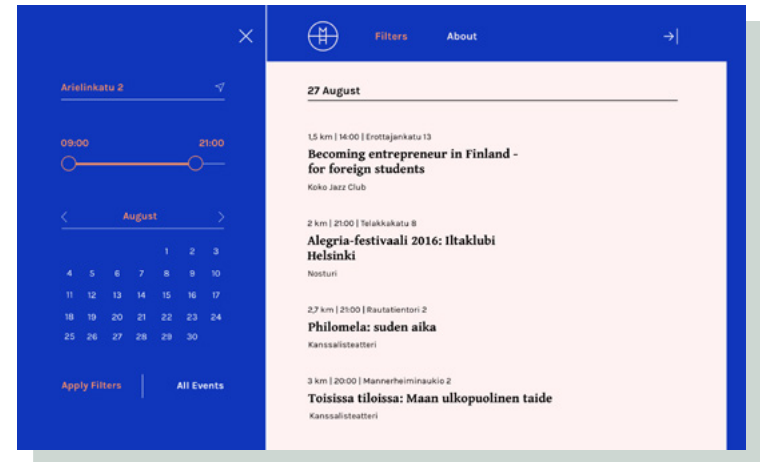 Filters About
Arielinkatu 2
09:00 21:00
August
1 2 3
4 5 6 7 8 9 10
11 12 13 14 15 16 17
18 19 20 21 22 23 24
25 26 27 28 29 30
Apply Filters All Events
27 August
1,5 km | 14:00 | Erottajankatu 13
Becoming entrepreneur in Finland -
for foreign students
Koko Jazz Club
2 km | 21:00 | Telakkakatu 8
Alegria-festivaali 2016: Iltaklubi
Helsinki
Nosturi
2,7 km | 21:00 | Rautatientori 2
Philomela: suden aika
Kanssalisteatteri
3 km | 20:00 | Mannerheiminaukio 2
Toisissa tiloissa: Maan ulkopuolinen taide
Kanssalisteatteri